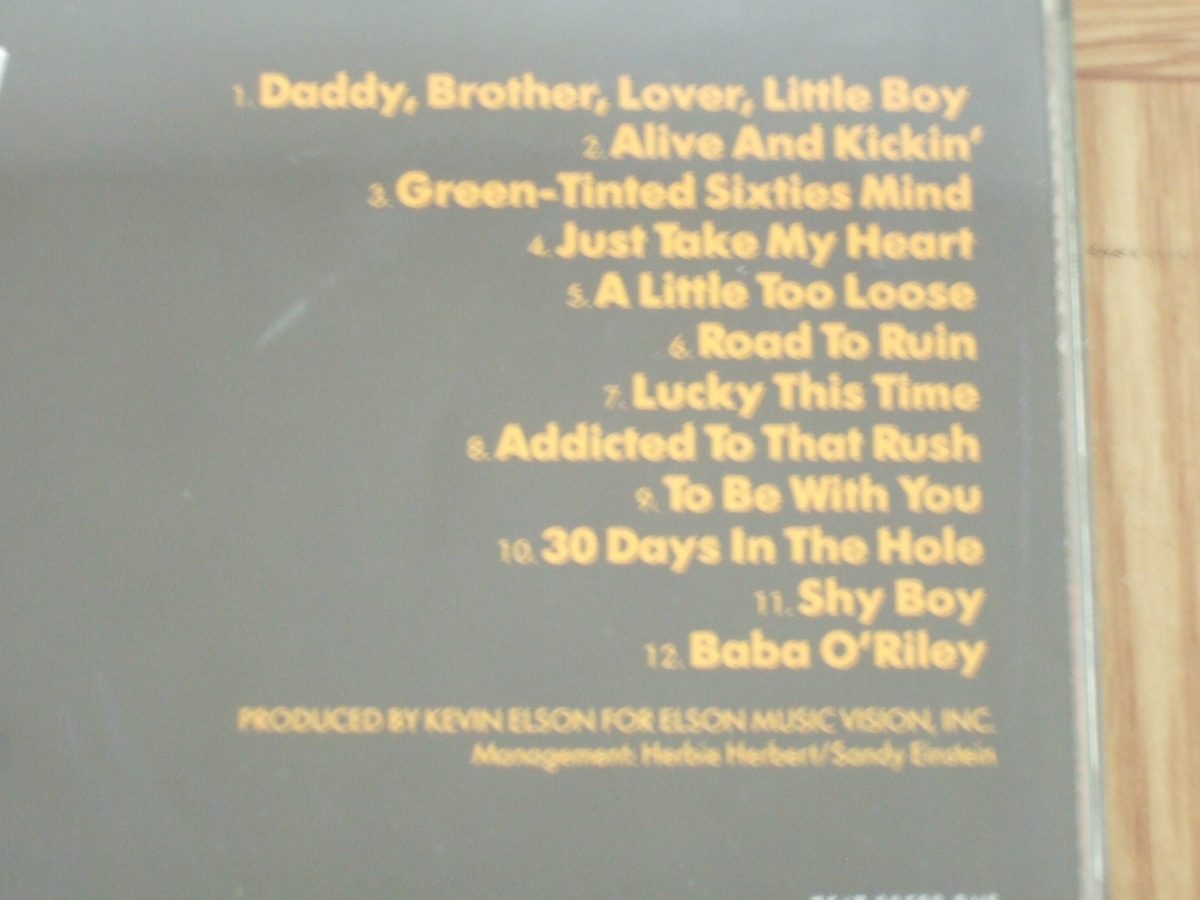 1. Daddy, Brother, Lover, Little Boy
2. Alive And Kickin'
3. Green-Tinted Sixties Mind
4. Just Take My Heart
5. A Little Too Loose
6. Road To Ruin
7. Lucky This Time
8. Addicted To That Rush
9. To Be With You
10. 30 Days In The Hole
11. Shy Boy
12. Baba O'Riley
PRODUCED BY KEVIN ELSON FOR ELSON MUSIC VISION, INC.
Management: Herbie Herbert/Sandy Einstein